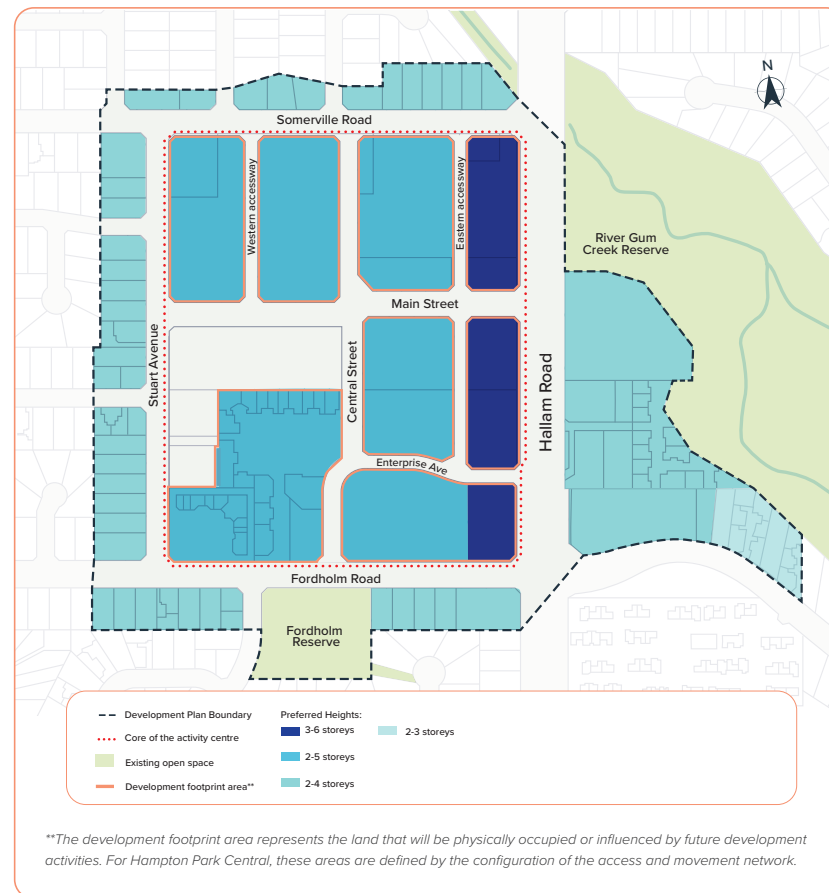 N
Somerville Road
Western accessway
Eastern accessway
River Gum
Creek Reserve
Main Street
Stuart Avenue
Central Street
Hallam Road
Enterprise Ave
Fordholm Road
Fordholm
Reserve
Development Plan Boundary
Core of the activity centre
Existing open space
Development footprint area**
Preferred Heights:
3-6 storeys
2-5 storeys
2-4 storeys
2-3 storeys
**The development footprint area represents the land that will be physically occupied or influenced by future development
activities. For Hampton Park Central, these areas are defined by the configuration of the access and movement network.